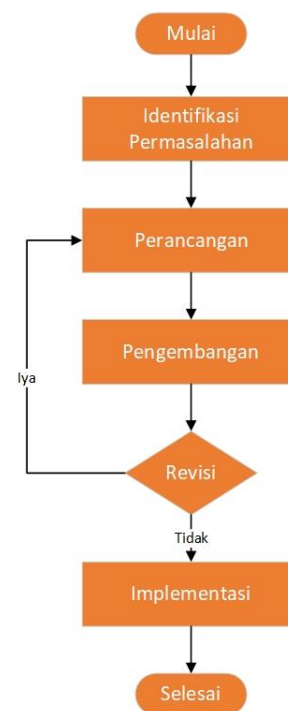 Mulai
Identifikasi
Permasalahan
Perancangan
Pengembangan
Iya
Revisi
Tidak
Implementasi
Selesai